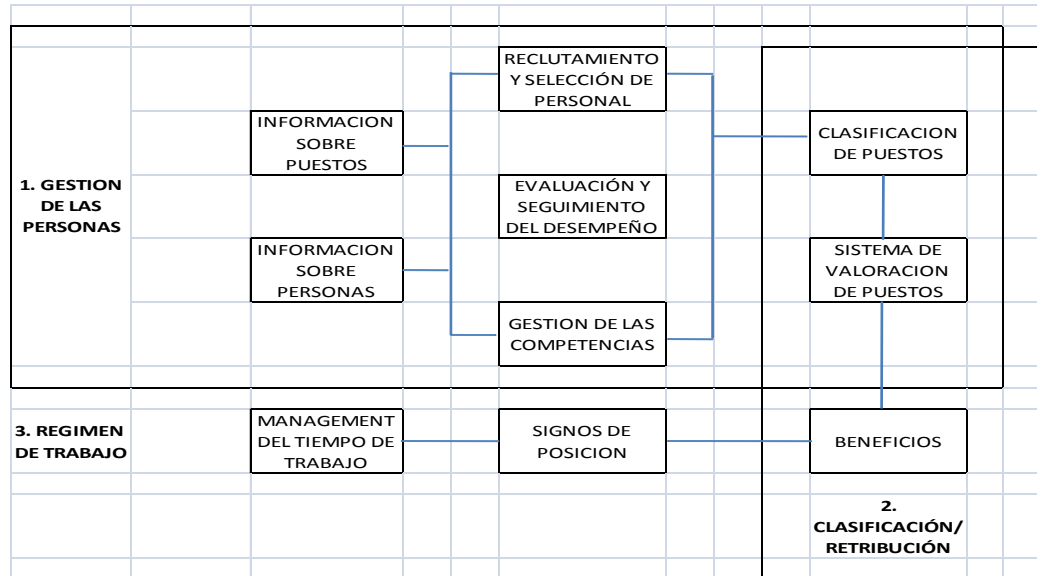 RECLUTAMIENTO
Y SELECCIÓN DE
PERSONAL
INFORMACION
SOBRE
PUESTOS
CLASIFICACION
DE PUESTOS
1. GESTION
DE LAS
PERSONAS
EVALUACIÓN Y
SEGUIMIENTO
DEL DESEMPEÑO
INFORMACION
SOBRE
PERSONAS
SISTEMA DE
VALORACION
DE PUESTOS
GESTION DE LAS
COMPETENCIAS
3. REGIMEN
DE TRABAJO
MANAGEMENT
DEL TIEMPO DE
TRABAJO
SIGNOS DE
POSICION
BENEFICIOS
2.
CLASIFICACIÓN/
RETRIBUCIÓN